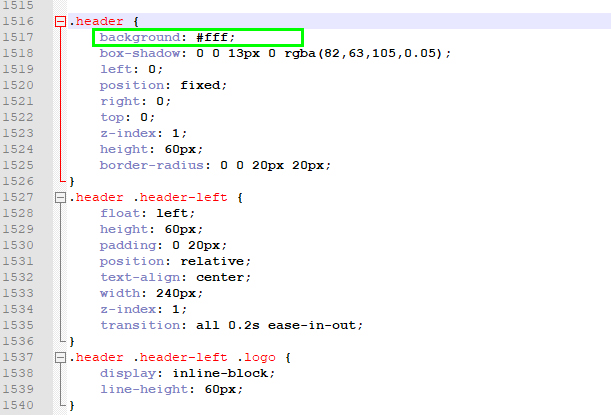 1515
1516 .header {
1517 background: #fff;
1518 box-shadow: 0 0 13px 0 rgba(82,63,105,0.05);
1519 left: 0;
1520 position: fixed;
1521 right: 0;
1522 top: 0;
1523 z-index: 1;
1524 height: 60px;
1525 border-radius: 0 0 20px 20px;
1526 }
1527 .header .header-left {
1528 float: left;
1529 height: 60px;
1530 padding: 0 20px;
1531 position: relative;
1532 text-align: center;
1533 width: 240px;
1534 z-index: 1;
1535 transition: all 0.2s ease-in-out;
1536 }
1537 .header .header-left .logo {
1538 display: inline-block;
1539 line-height: 60px;
1540 }